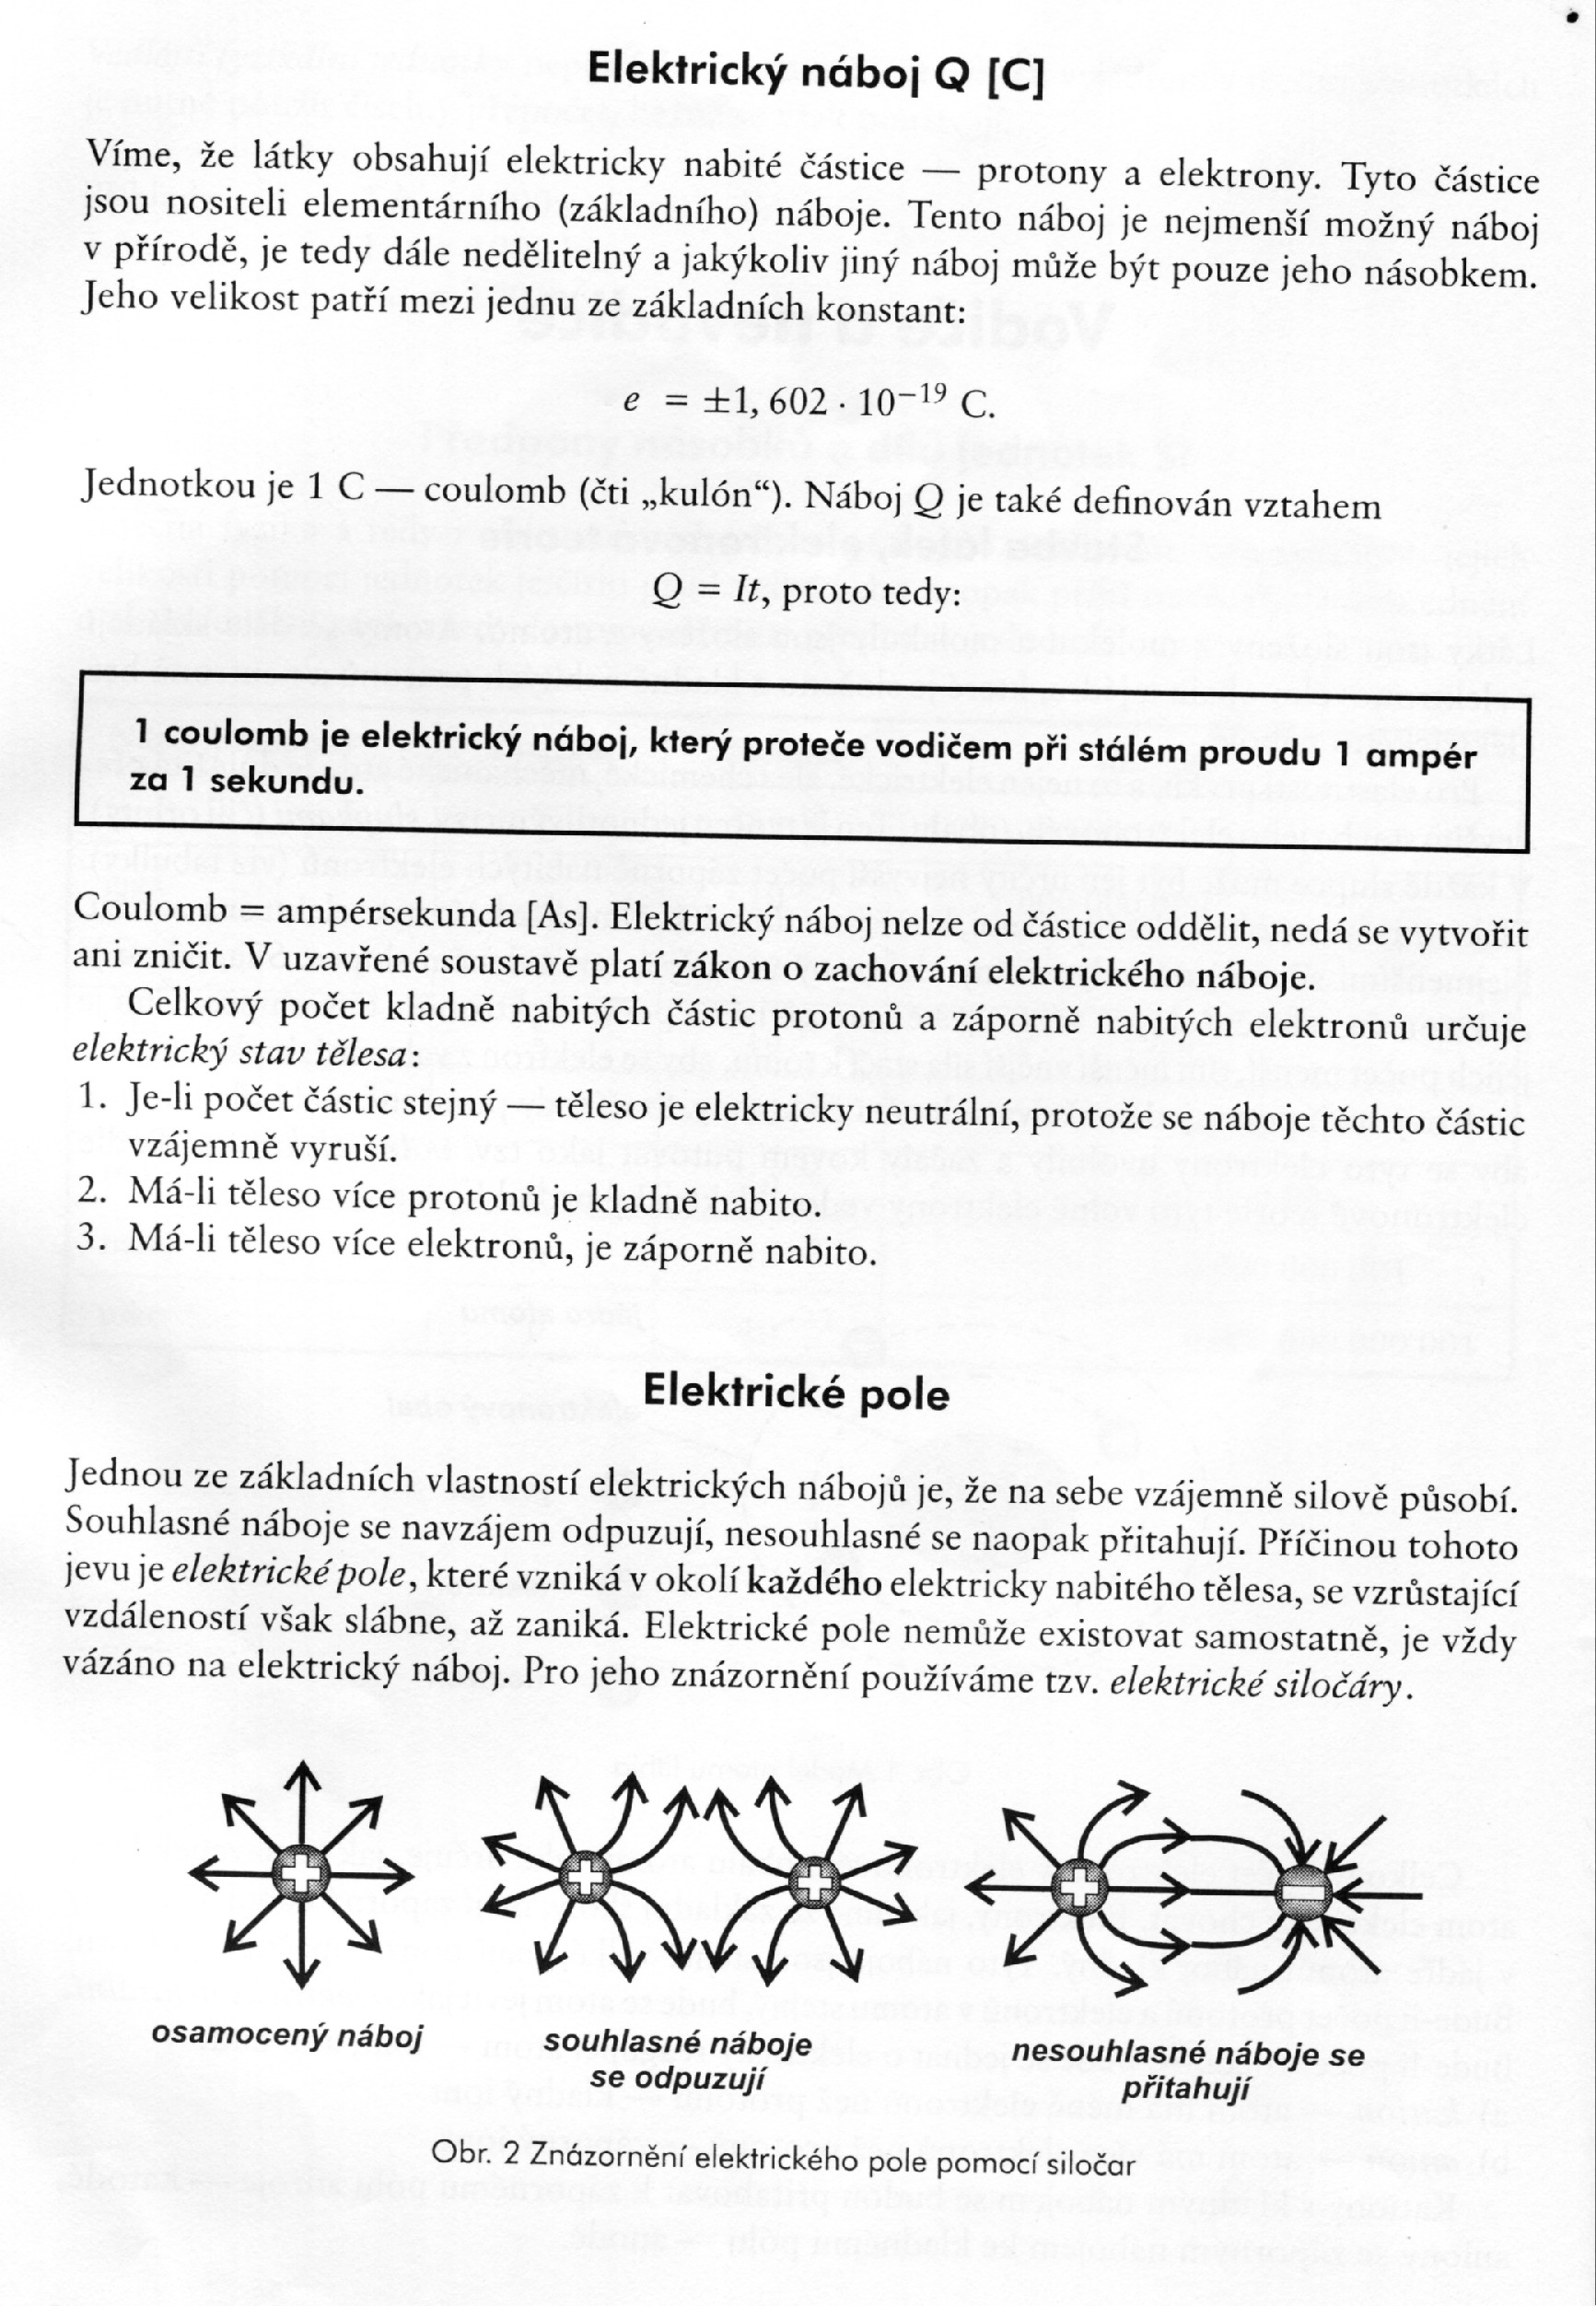 Elektrický náboj Q [C]
Víme, že látky obsahují elektricky nabité částice — protony a elektrony. Tyto částice
jsou nositeli elementárního (základního) náboje. Tento náboj je nejmenší možný náboj
v přírodě, je tedy dále nedělitelný a jakýkoliv jiný náboj může být pouze jeho násobkem.
Jeho velikost patří mezi jednu ze základních konstant:
e = ±1, 602 · 10⁻¹⁹ C.
Jednotkou je 1 C — coulomb (čti „kulón“). Náboj Q je také definován vztahem
Q = It, proto tedy:
1 coulomb je elektrický náboj, který proteče vodičem při stálém proudu 1 ampér
za 1 sekundu.
Coulomb = ampérsekunda [As]. Elektrický náboj nelze od částice oddělit, nedá se vytvořit
ani zničit. V uzavřené soustavě platí zákon o zachování elektrického náboje.
Celkový počet kladně nabitých částic protonů a záporně nabitých elektronů určuje
elektrický stav tělesa:
1. Je-li počet částic stejný — těleso je elektricky neutrální, protože se náboje těchto částic
vzájemně vyruší.
2. Má-li těleso více protonů je kladně nabito.
3. Má-li těleso více elektronů, je záporně nabito.
Elektrické pole
Jednou ze základních vlastností elektrických nábojů je, že na sebe vzájemně silově působí.
Souhlasné náboje se navzájem odpuzují, nesouhlasné se naopak přitahují. Příčinou tohoto
jevu je elektrické pole, které vzniká v okolí každého elektricky nabitého tělesa, se vzrůstající
vzdáleností však slábne, až zaniká. Elektrické pole nemůže existovat samostatně, je vždy
vázáno na elektrický náboj. Pro jeho znázornění používáme tzv. elektrické siločáry.
osamocený náboj
souhlasné náboje
se odpuzují
nesouhlasné náboje se
přitahují
Obr. 2 Znázornění elektrického pole pomocí siločar